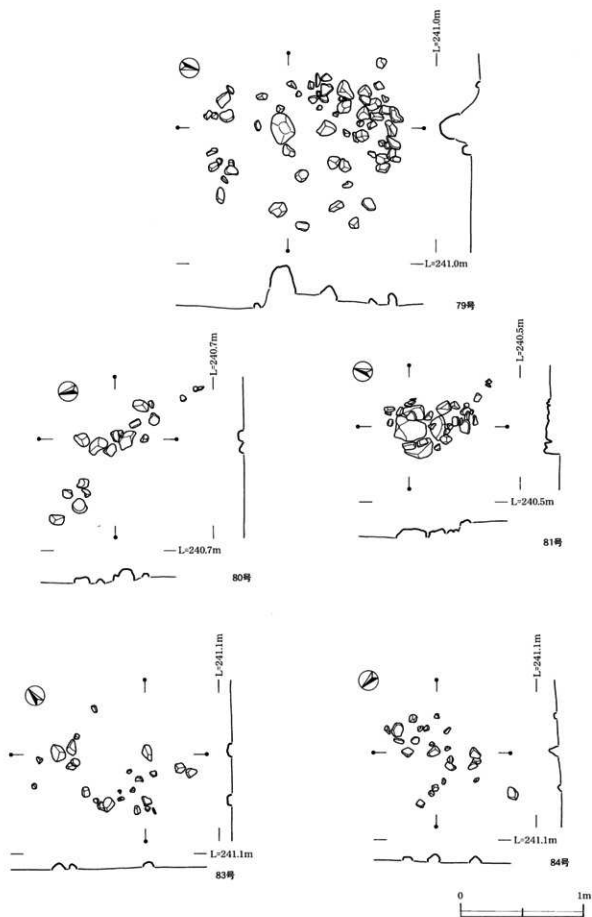 L=241.0m
L=241.0m
79号
L=240.7m
L=240.7m
80号
L=240.5m
L=240.5m
81号
L=241.1m
L=241.1m
83号
L=241.1m
L=241.1m
84号
0 1m